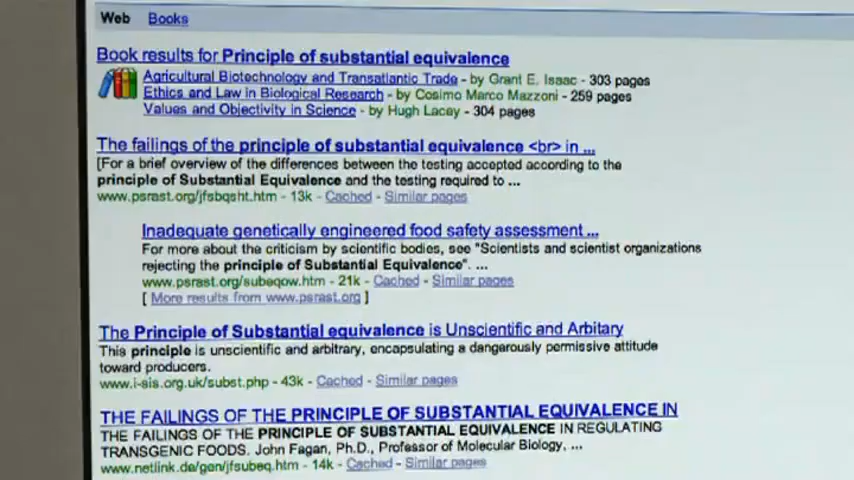 Web Books
Book results for Principle of substantial equivalence
Agricultural Biotechnology and Transatlantic Trade - by Grant E. Isaac - 303 pages
Ethics and Law in Biological Research - by Cosimo Marco Mazzoni - 259 pages
Values and Objectivity in Science - by Hugh Lacey - 304 pages
The failings of the principle of substantial equivalence <br> in ...
[For a brief overview of the differences between the testing accepted according to the
principle of Substantial Equivalence and the testing required to ...
www.psrast.org/jfsbqsht.htm - 13k - Cached - Similar pages
Inadequate genetically engineered food safety assessment ...
For more about the criticism by scientific bodies, see "Scientists and scientist organizations
rejecting the principle of Substantial Equivalence". ...
www.psrast.org/subeqow.htm - 21k - Cached - Similar pages
[ More results from www.psrast.org ]
The Principle of Substantial equivalence is Unscientific and Arbitary
This principle is unscientific and arbitrary, encapsulating a dangerously permissive attitude
toward producers.
www.i-sis.org.uk/subst.php - 43k - Cached - Similar pages
THE FAILINGS OF THE PRINCIPLE OF SUBSTANTIAL EQUIVALENCE IN
THE FAILINGS OF THE PRINCIPLE OF SUBSTANTIAL EQUIVALENCE IN REGULATING
TRANSGENIC FOODS. John Fagan, Ph.D., Professor of Molecular Biology, ...
www.netlink.de/gen/jfsubeq.htm - 14k - Cached - Similar pages